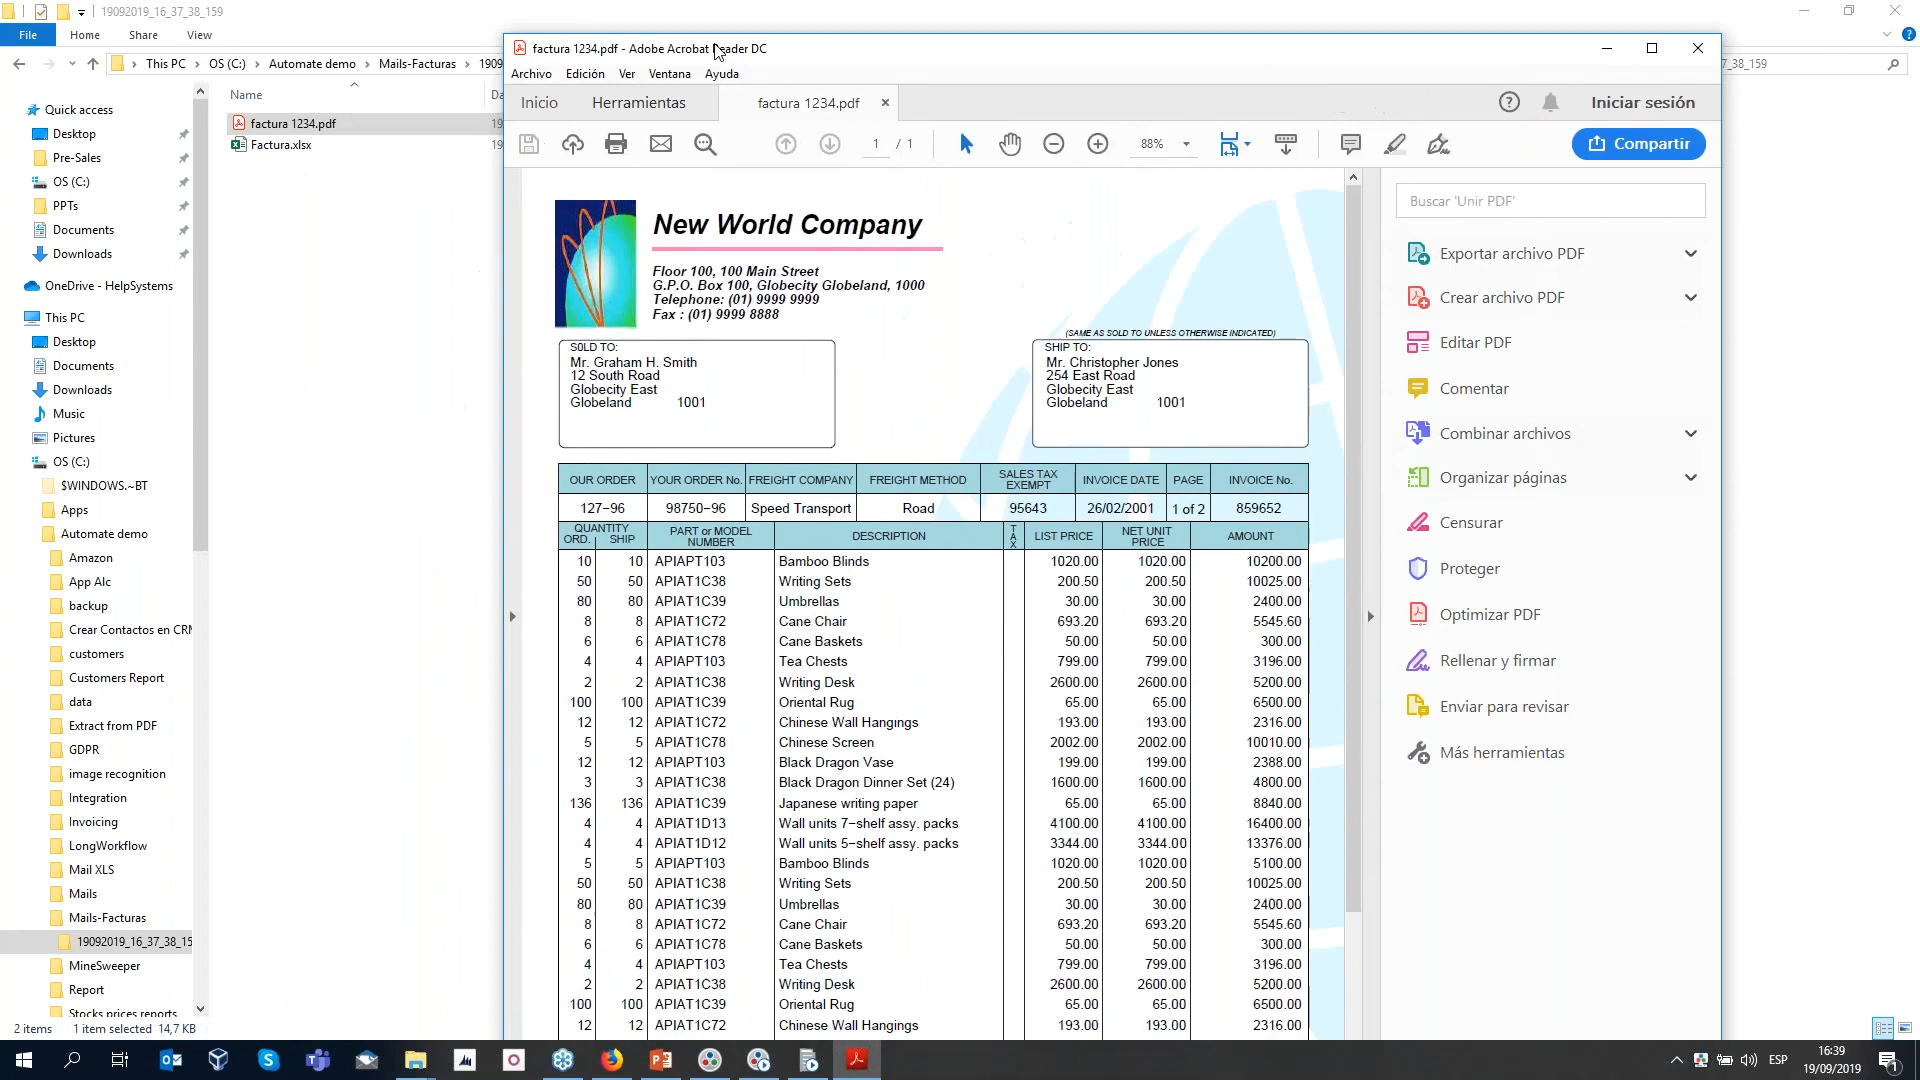 19092019_16_37_38_159
File Home Share View
This PC > OS (C:) > Automate demo > Mails-Facturas > 1909
7_38_159
Name
Da
factura 1234.pdf 19
Factura.xlsx 19
Quick access
Desktop
Pre-Sales
OS (C:)
PPTs
Documents
Downloads
OneDrive - HelpSystems
This PC
Desktop
Documents
Downloads
Music
Pictures
OS (C:)
$WINDOWS.~BT
Apps
Automate demo
Amazon
App Alc
backup
Crear Contactos en CRM
customers
Customers Report
data
Extract from PDF
GDPR
image recognition
Integration
Invoicing
LongWorkflow
Mail XLS
Mails
Mails-Facturas
19092019_16_37_38_15
MineSweeper
Report
Stocks prices reports
2 items 1 item selected 14,7 KB
factura 1234.pdf - Adobe Acrobat Reader DC
Archivo Edición Ver Ventana Ayuda
Inicio Herramientas factura 1234.pdf Iniciar sesión
1 / 1 88% Compartir
New World Company
Floor 100, 100 Main Street
G.P.O. Box 100, Globecity Globeland, 1000
Telephone: (01) 9999 9999
Fax : (01) 9999 8888
(SAME AS SOLD TO UNLESS OTHERWISE INDICATED)
SOLD TO:
Mr. Graham H. Smith
12 South Road
Globecity East
Globeland 1001
SHIP TO:
Mr. Christopher Jones
254 East Road
Globecity East
Globeland 1001
OUR ORDER YOUR ORDER No. FREIGHT COMPANY FREIGHT METHOD SALES TAX EXEMPT INVOICE DATE PAGE INVOICE No.
127-96 98750-96 Speed Transport Road 95643 26/02/2001 1 of 2 859652
QUANTITY ORD. SHIP PART or MODEL NUMBER DESCRIPTION TAX LIST PRICE NET UNIT PRICE AMOUNT
10 10 APIAPT103 Bamboo Blinds 1020.00 1020.00 10200.00
50 50 APIAT1C38 Writing Sets 200.50 200.50 10025.00
80 80 APIAT1C39 Umbrellas 30.00 30.00 2400.00
8 8 APIAT1C72 Cane Chair 693.20 693.20 5545.60
6 6 APIAT1C78 Cane Baskets 50.00 50.00 300.00
4 4 APIAPT103 Tea Chests 799.00 799.00 3196.00
2 2 APIAT1C38 Writing Desk 2600.00 2600.00 5200.00
100 100 APIAT1C39 Oriental Rug 65.00 65.00 6500.00
12 12 APIAT1C72 Chinese Wall Hangings 193.00 193.00 2316.00
5 5 APIAT1C78 Chinese Screen 2002.00 2002.00 10010.00
12 12 APIAPT103 Black Dragon Vase 199.00 199.00 2388.00
3 3 APIAT1C38 Black Dragon Dinner Set (24) 1600.00 1600.00 4800.00
136 136 APIAT1C39 Japanese writing paper 65.00 65.00 8840.00
4 4 APIAT1D13 Wall units 7-shelf assy. packs 4100.00 4100.00 16400.00
4 4 APIAT1D12 Wall units 5-shelf assy. packs 3344.00 3344.00 13376.00
5 5 APIAPT103 Bamboo Blinds 1020.00 1020.00 5100.00
50 50 APIAT1C38 Writing Sets 200.50 200.50 10025.00
80 80 APIAT1C39 Umbrellas 30.00 30.00 2400.00
8 8 APIAT1C72 Cane Chair 693.20 693.20 5545.60
6 6 APIAT1C78 Cane Baskets 50.00 50.00 300.00
4 4 APIAPT103 Tea Chests 799.00 799.00 3196.00
2 2 APIAT1C38 Writing Desk 2600.00 2600.00 5200.00
100 100 APIAT1C39 Oriental Rug 65.00 65.00 6500.00
12 12 APIAT1C72 Chinese Wall Hangings 193.00 193.00 2316.00
Buscar 'Unir PDF'
Exportar archivo PDF
Crear archivo PDF
Editar PDF
Comentar
Combinar archivos
Organizar páginas
Censurar
Proteger
Optimizar PDF
Rellenar y firmar
Enviar para revisar
Más herramientas
ESP
16:39
19/09/2019
1